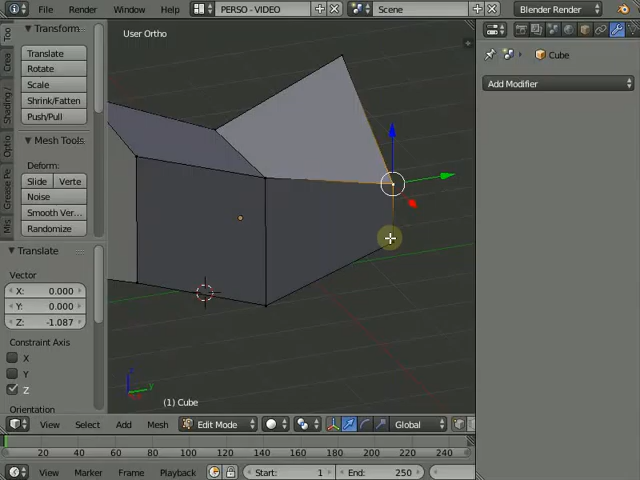 File Render Window Help PERSO - VIDEO Scene Blender Render
Transform
User Ortho
Cube
Translate
Rotate
Scale
Shrink/Fatten
Push/Pull
Add Modifier
Mesh Tools
Deform:
Slide Verte
Noise
Smooth Ver...
Randomize
Translate
Vector
X: 0.000
Y: 0.000
Z: -1.087
Constraint Axis
X
Y
Z
Orientation
(1) Cube
View Select Add Mesh Edit Mode Global
20 40 60 80 100 120 140 160 180 200 220 240
View Marker Frame Playback Start: 1 End: 250